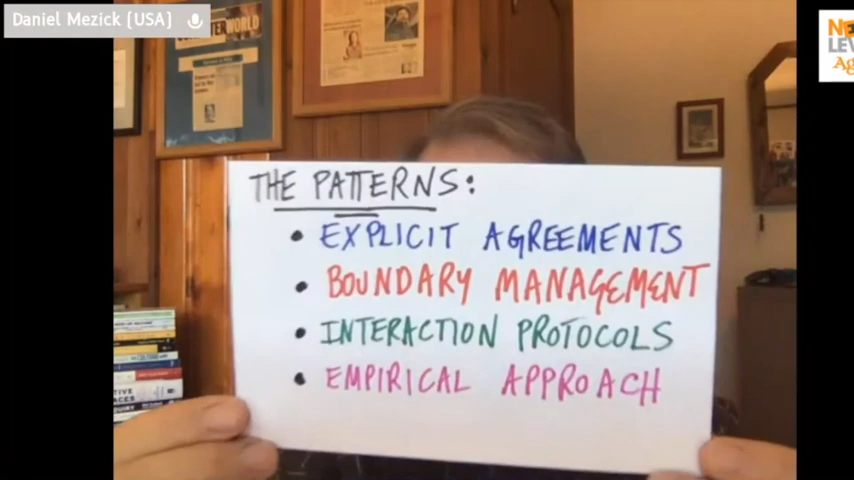 Daniel Mezick [USA]
THE PATTERNS:
• EXPLICIT AGREEMENTS
• BOUNDARY MANAGEMENT
• INTERACTION PROTOCOLS
• EMPIRICAL APPROACH